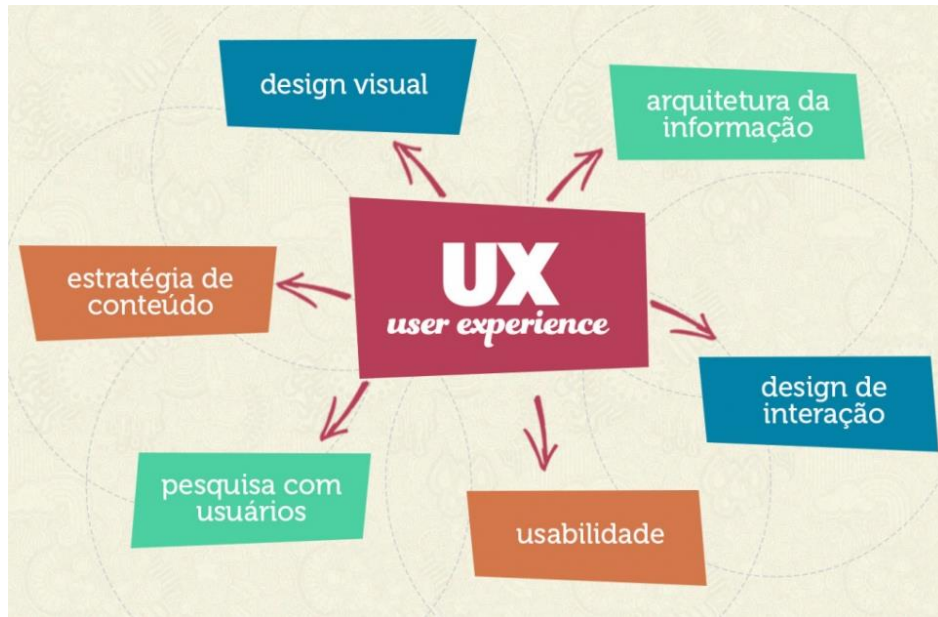 design visual
arquitetura da
informação
UX
user experience
estratégia de
conteúdo
design de
interação
pesquisa com
usuários
usabilidade